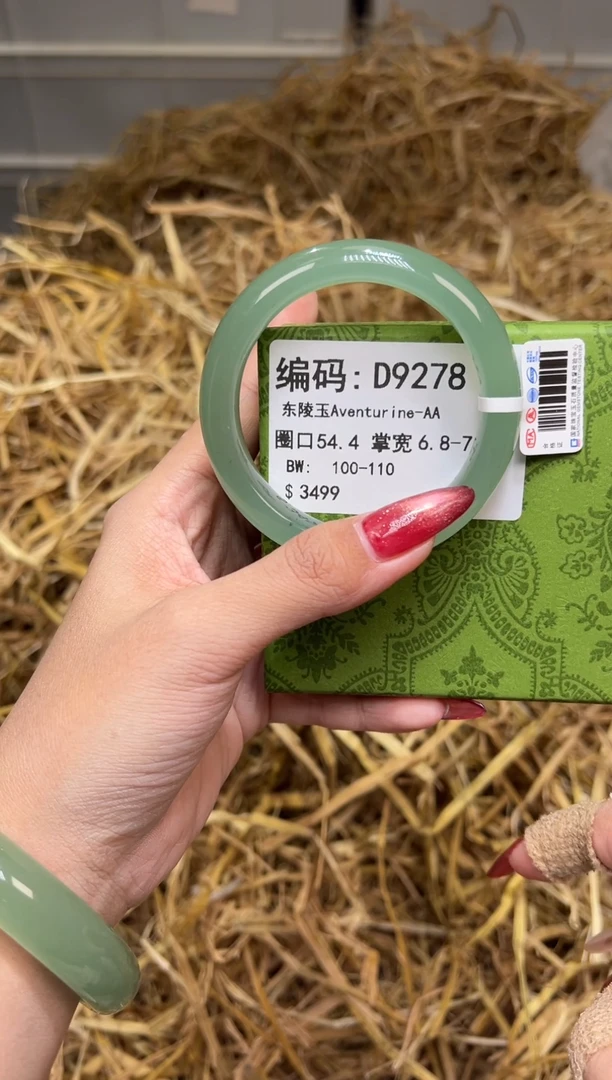 编码: D9278
东陵玉Aventurine-AA
圈口54.4 掌宽 6.8-7
BW: 100-110
$ 3499